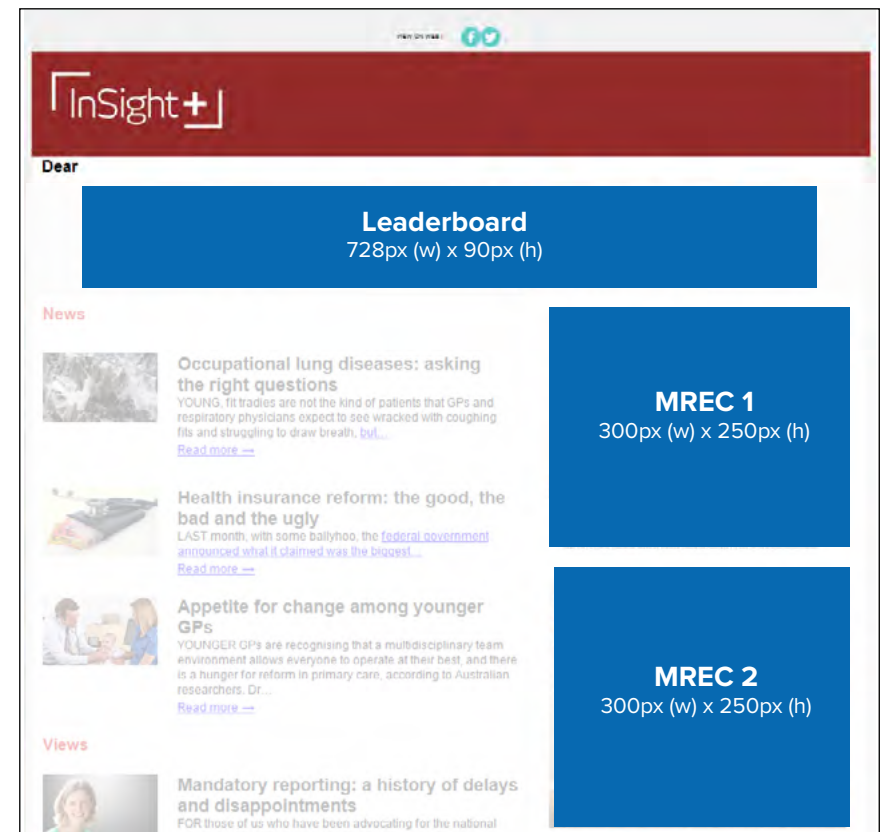 VIEW ON WEB |
InSight+
Dear
Leaderboard
728px (w) x 90px (h)
News
Occupational lung diseases: asking
the right questions
YOUNG, fit tradies are not the kind of patients that GPs and
respiratory physicians expect to see wracked with coughing
fits and struggling to draw breath, but...
Read more →
Health insurance reform: the good, the
bad and the ugly
LAST month, with some ballyhoo, the federal government
announced what it claimed was the biggest...
Read more →
Appetite for change among younger
GPs
YOUNGER GPs are recognising that a multidisciplinary team
environment allows everyone to operate at their best, and there
is a hunger for reform in primary care, according to Australian
researchers. Dr...
Read more →
Views
Mandatory reporting: a history of delays
and disappointments
FOR those of us who have been advocating for the national
MREC 1
300px (w) x 250px (h)
MREC 2
300px (w) x 250px (h)